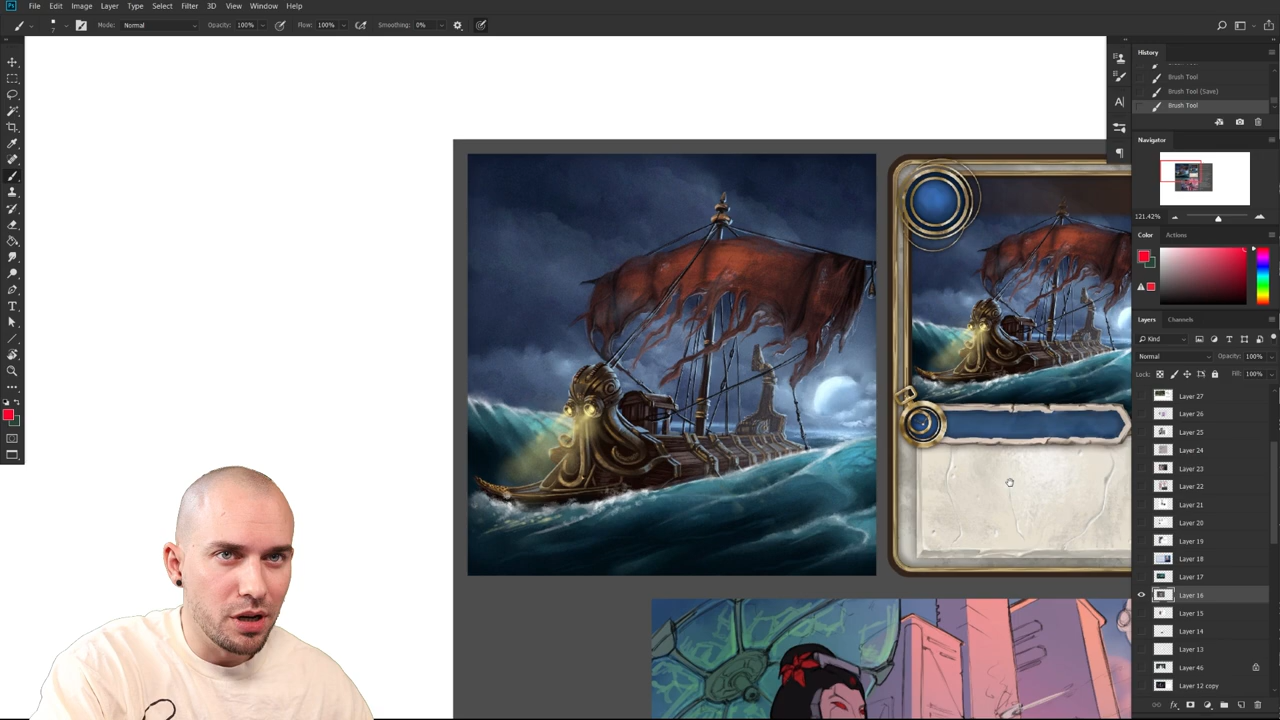 Ps File Edit Image Layer Type Select Filter 3D View Window Help
7 Mode: Normal Opacity: 100% Flow: 100% Smoothing: 0%
History
Brush Tool
Brush Tool (Save)
Brush Tool
Navigator
121.42%
Color Actions
Layers Channels
Kind
Normal Opacity: 100%
Lock: Fill: 100%
Layer 27
Layer 26
Layer 25
Layer 24
Layer 23
Layer 22
Layer 21
Layer 20
Layer 19
Layer 18
Layer 17
Layer 16
Layer 15
Layer 14
Layer 13
Layer 46
Layer 12 copy